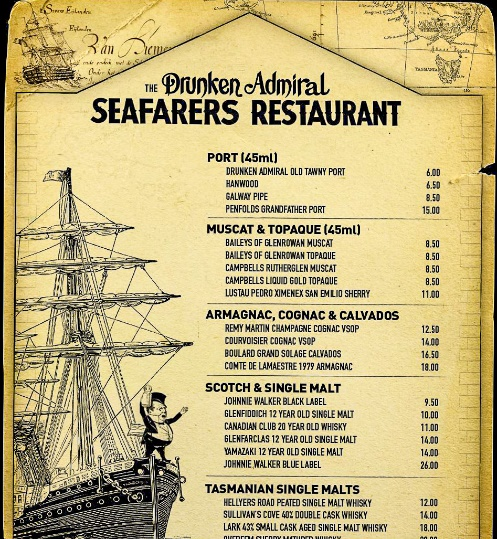 Van Diemen
TASMANIA
THE Drunken Admiral
SEAFARERS RESTAURANT
PORT (45ml)
DRUNKEN ADMIRAL OLD TAWNY PORT 6.00
HANWOOD 6.50
GALWAY PIPE 8.50
PENFOLDS GRANDFATHER PORT 15.00
MUSCAT & TOPAQUE (45ml)
BAILEYS OF GLENROWAN MUSCAT 8.50
BAILEYS OF GLENROWAN TOPAQUE 8.50
CAMPBELLS RUTHERGLEN MUSCAT 8.50
CAMPBELLS LIQUID GOLD TOPAQUE 8.50
LUSTAU PEDRO XIMENEX SAN EMILIO SHERRY 11.00
ARMAGNAC, COGNAC & CALVADOS
REMY MARTIN CHAMPAGNE COGNAC VSOP 12.50
COURVOISIER COGNAC VSOP 14.00
BOULARD GRAND SOLAGE CALVADOS 16.50
COMTE DE LAMAESTRE 1979 ARMAGNAC 18.00
SCOTCH & SINGLE MALT
JOHNNIE WALKER BLACK LABEL 9.50
GLENFIDDICH 12 YEAR OLD SINGLE MALT 10.00
CANADIAN CLUB 20 YEAR OLD WHISKY 11.00
GLENFARCLAS 12 YEAR OLD SINGLE MALT 14.00
YAMAZAKI 12 YEAR OLD SINGLE MALT 14.00
JOHNNIE WALKER BLUE LABEL 26.00
TASMANIAN SINGLE MALTS
HELLYERS ROAD PEATED SINGLE MALT WHISKY 12.00
SULLIVAN'S COVE 40% DOUBLE CASK WHISKY 14.00
LARK 43% SMALL CASK AGED SINGLE MALT WHISKY 18.00